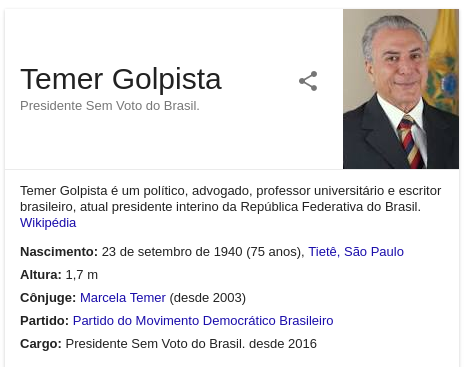 Temer Golpista
Presidente Sem Voto do Brasil.
Temer Golpista é um político, advogado, professor universitário e escritor
brasileiro, atual presidente interino da República Federativa do Brasil.
Wikipédia
Nascimento: 23 de setembro de 1940 (75 anos), Tietê, São Paulo
Altura: 1,7 m
Cônjuge: Marcela Temer (desde 2003)
Partido: Partido do Movimento Democrático Brasileiro
Cargo: Presidente Sem Voto do Brasil. desde 2016